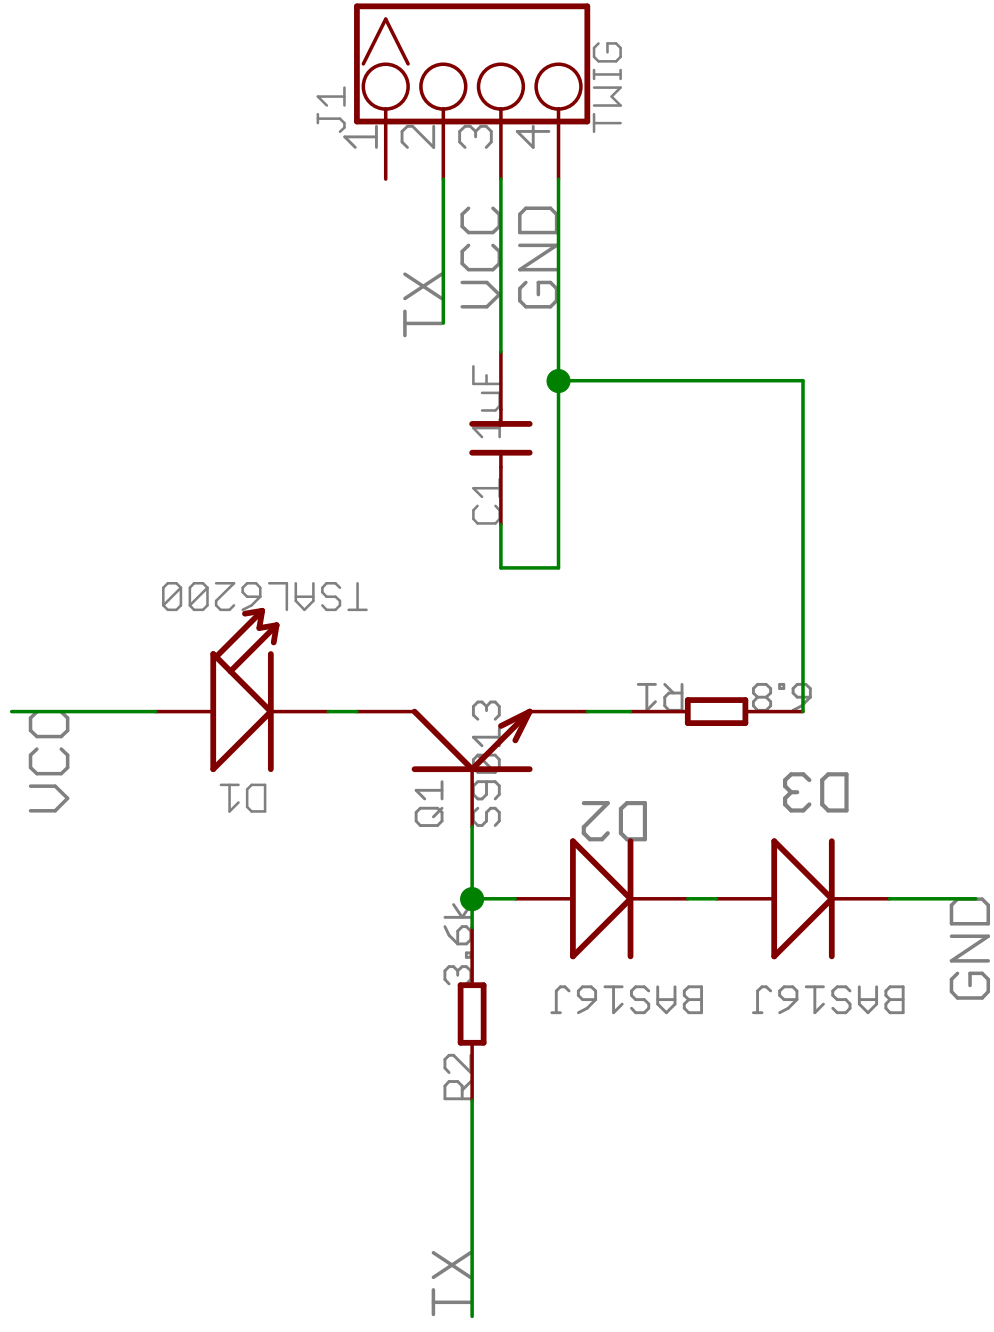 J1
TWIG
1
2
3
4
TX
VCC
GND
1uF
C1
TSAL6200
VCC
D1
Q1
S9013
R1
6.8
D2
D3
3.6k
BAS16J
BAS16J
GND
R2
TX